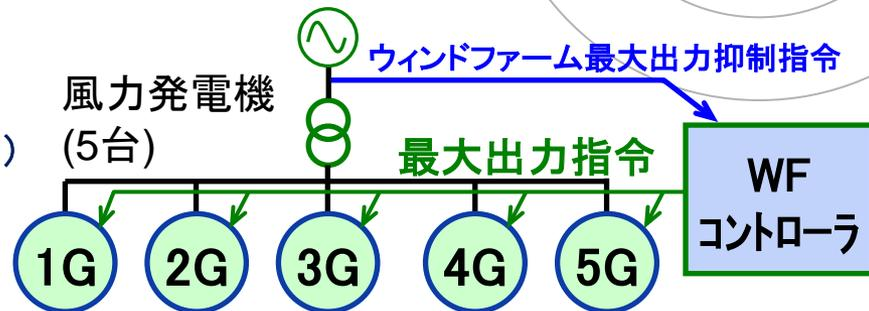 ウィンドファーム最大出力抑制指令
風力発電機
(5台)
)
最大出力指令
WF
コントローラ
1G
2G
3G
4G
5G